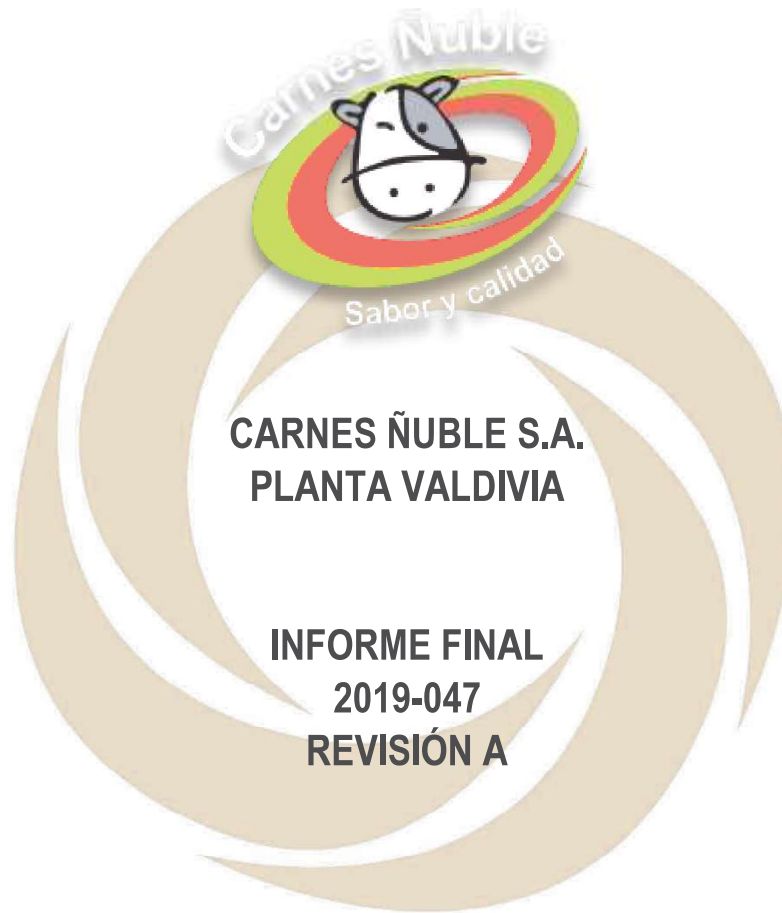 Carnes Ñuble
Sabor y calidad
CARNES ÑUBLE S.A.
PLANTA VALDIVIA
INFORME FINAL
2019-047
REVISIÓN A